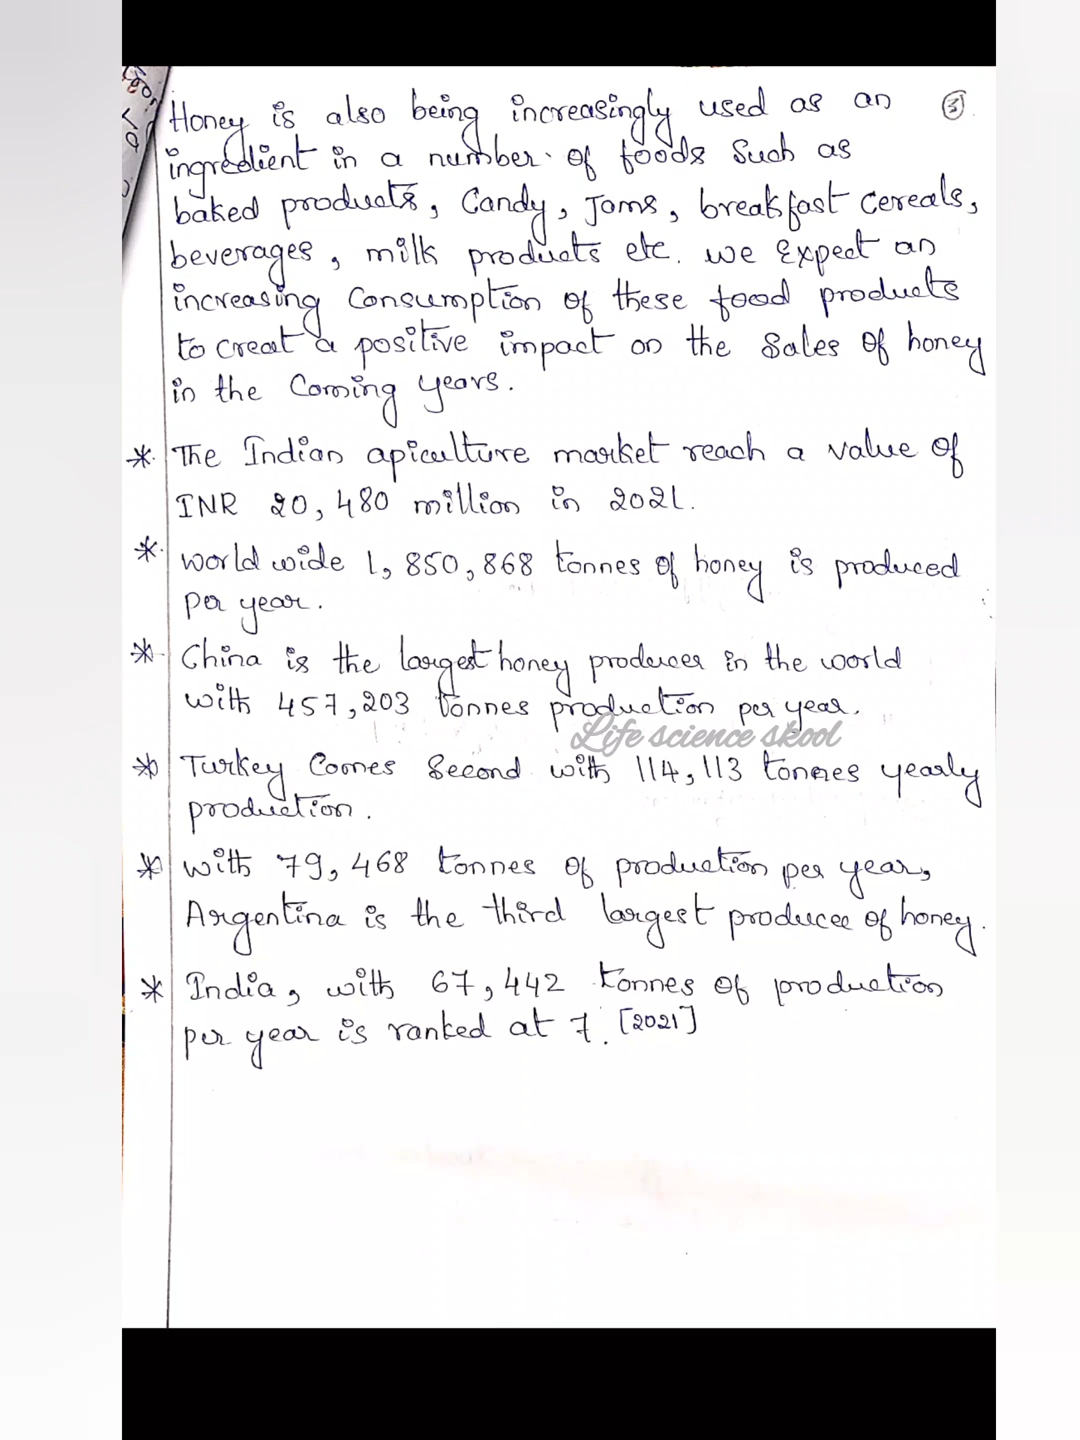 Honey is also being increasingly used as an ③
ingredient in a number of foods such as
baked products, Candy, Jams, breakfast cereals,
beverages, milk products etc. we Expect an
increasing consumption of these food products
to creat a positive impact on the sales of honey
in the coming years.
* The Indian apiculture market reach a value of
INR 20,480 million in 2021.
* world wide 1,850,868 tonnes of honey is produced
per year.
* China is the largest honey producer in the world
with 457,203 tonnes production per year.
Life science skool
* Turkey Comes Second with 114,113 tonnes yearly
production.
* with 79,468 tonnes of production per year,
Argentina is the third largest producer of honey.
* India, with 67,442 tonnes of production
per year is ranked at 7. [2021]